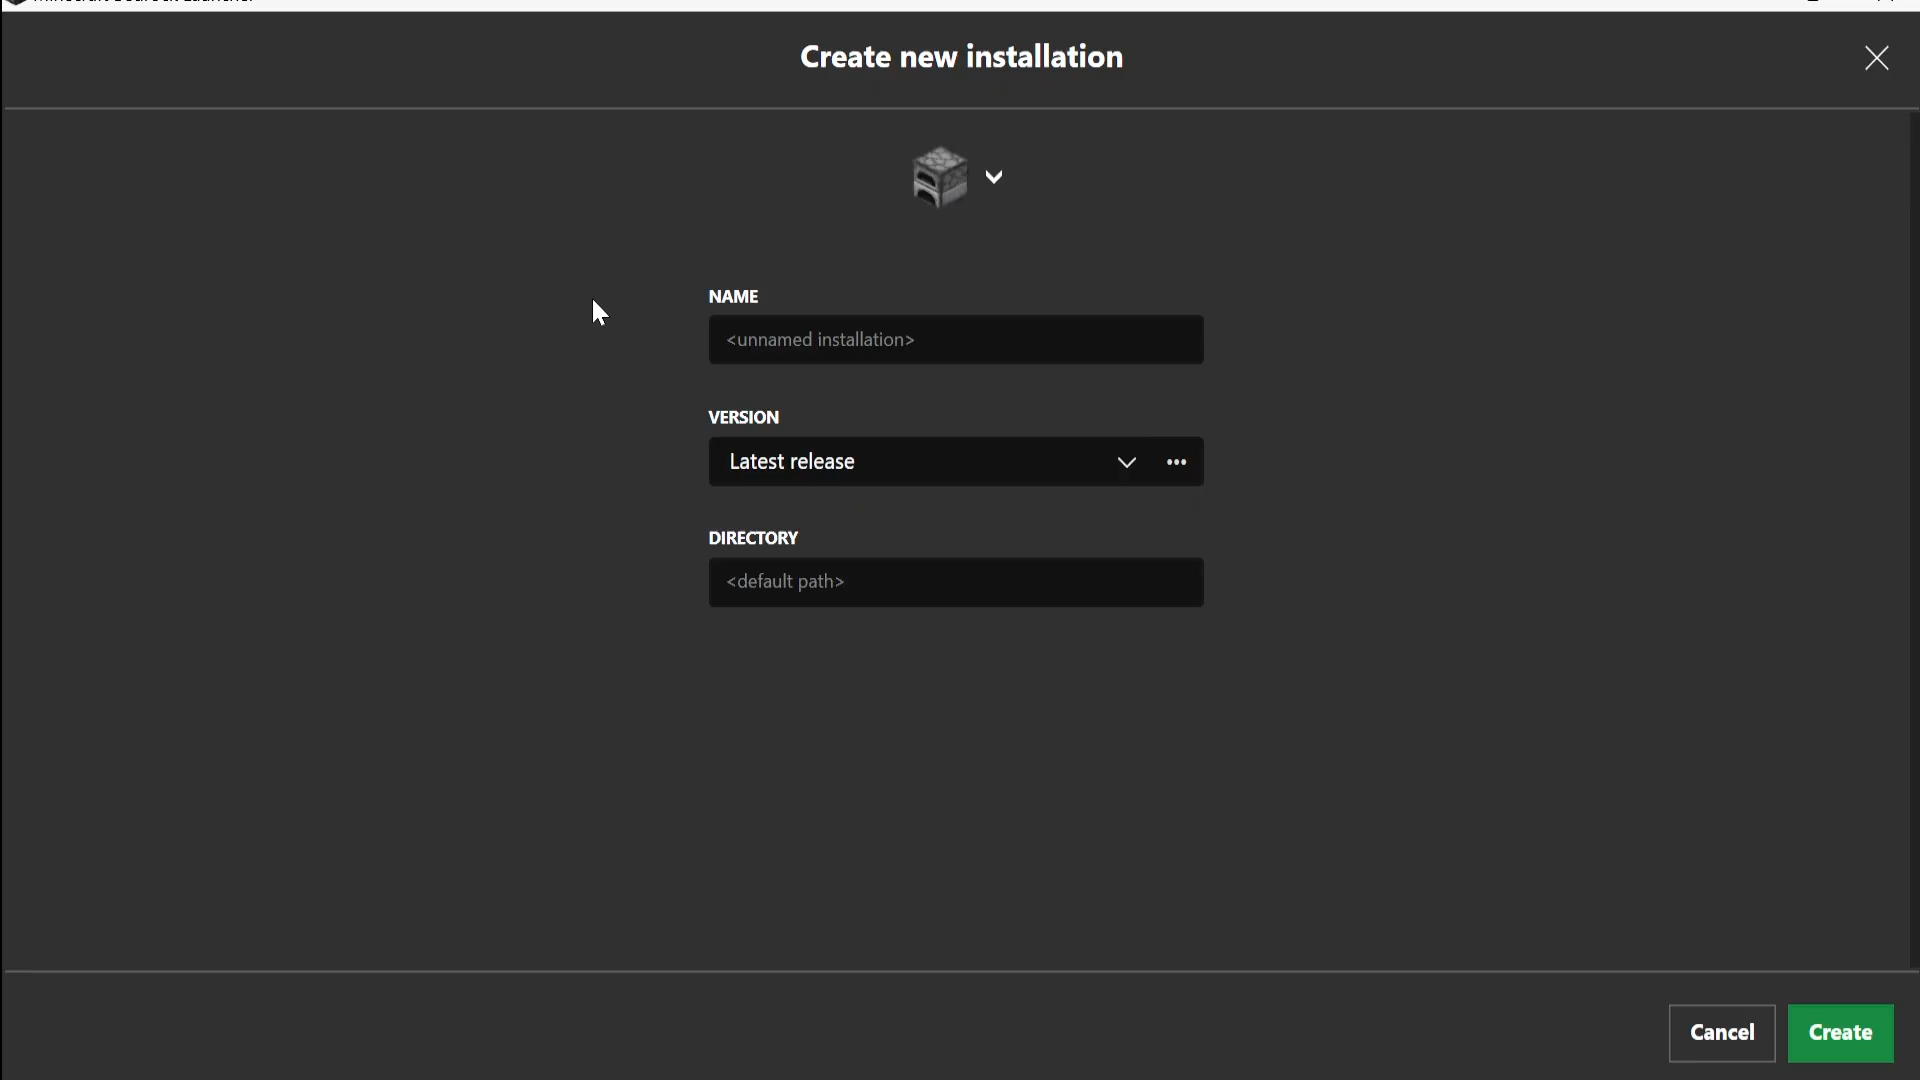 Create new installation
NAME
<unnamed installation>
VERSION
Latest release
DIRECTORY
<default path>
Cancel
Create